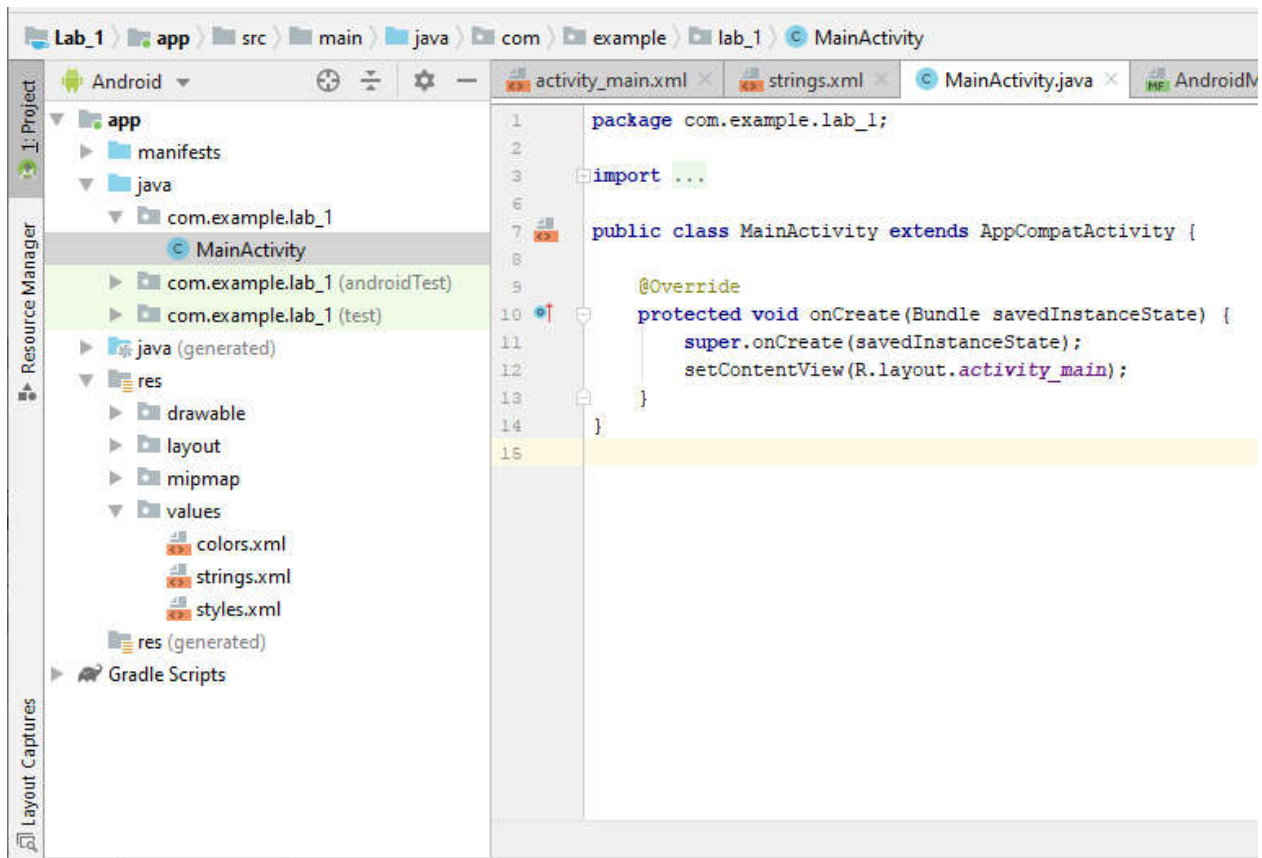 Lab_1 app src main java com example lab_1 C MainActivity
1: Project
Resource Manager
Layout Captures
Android
app
manifests
java
com.example.lab_1
C MainActivity
com.example.lab_1 (androidTest)
com.example.lab_1 (test)
java (generated)
res
drawable
layout
mipmap
values
colors.xml
strings.xml
styles.xml
res (generated)
Gradle Scripts
activity_main.xml strings.xml C MainActivity.java MF AndroidM
1 package com.example.lab_1;
2
3 import ...
6
7 public class MainActivity extends AppCompatActivity {
8
9 @Override
10 protected void onCreate(Bundle savedInstanceState) {
11 super.onCreate(savedInstanceState);
12 setContentView(R.layout.activity_main);
13 }
14 }
15